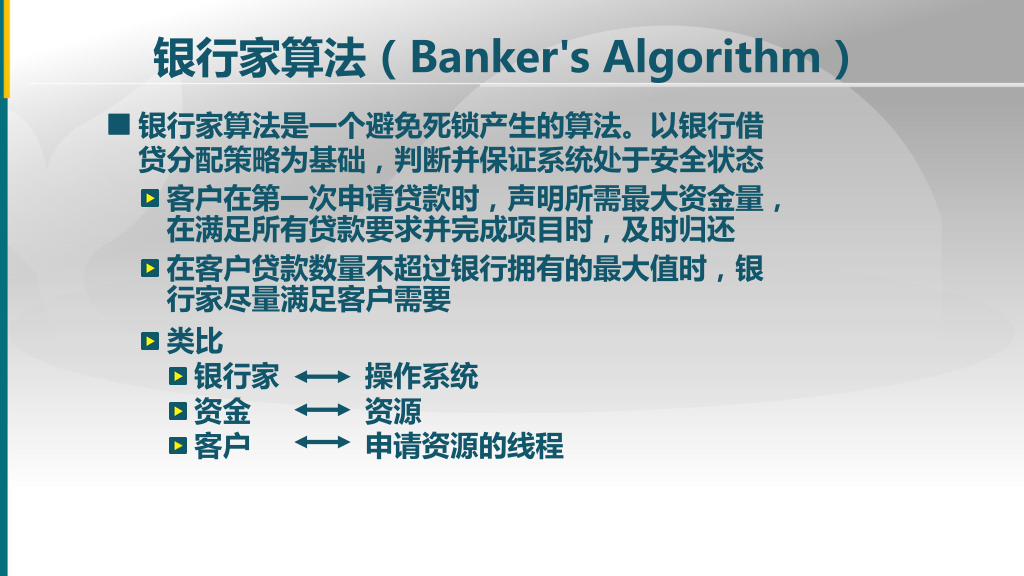 银行家算法（Banker's Algorithm）
银行家算法是一个避免死锁产生的算法。以银行借
贷分配策略为基础，判断并保证系统处于安全状态
客户在第一次申请贷款时，声明所需最大资金量，
在满足所有贷款要求并完成项目时，及时归还
在客户贷款数量不超过银行拥有的最大值时，银
行家尽量满足客户需要
类比
银行家 操作系统
资金 资源
客户 申请资源的线程